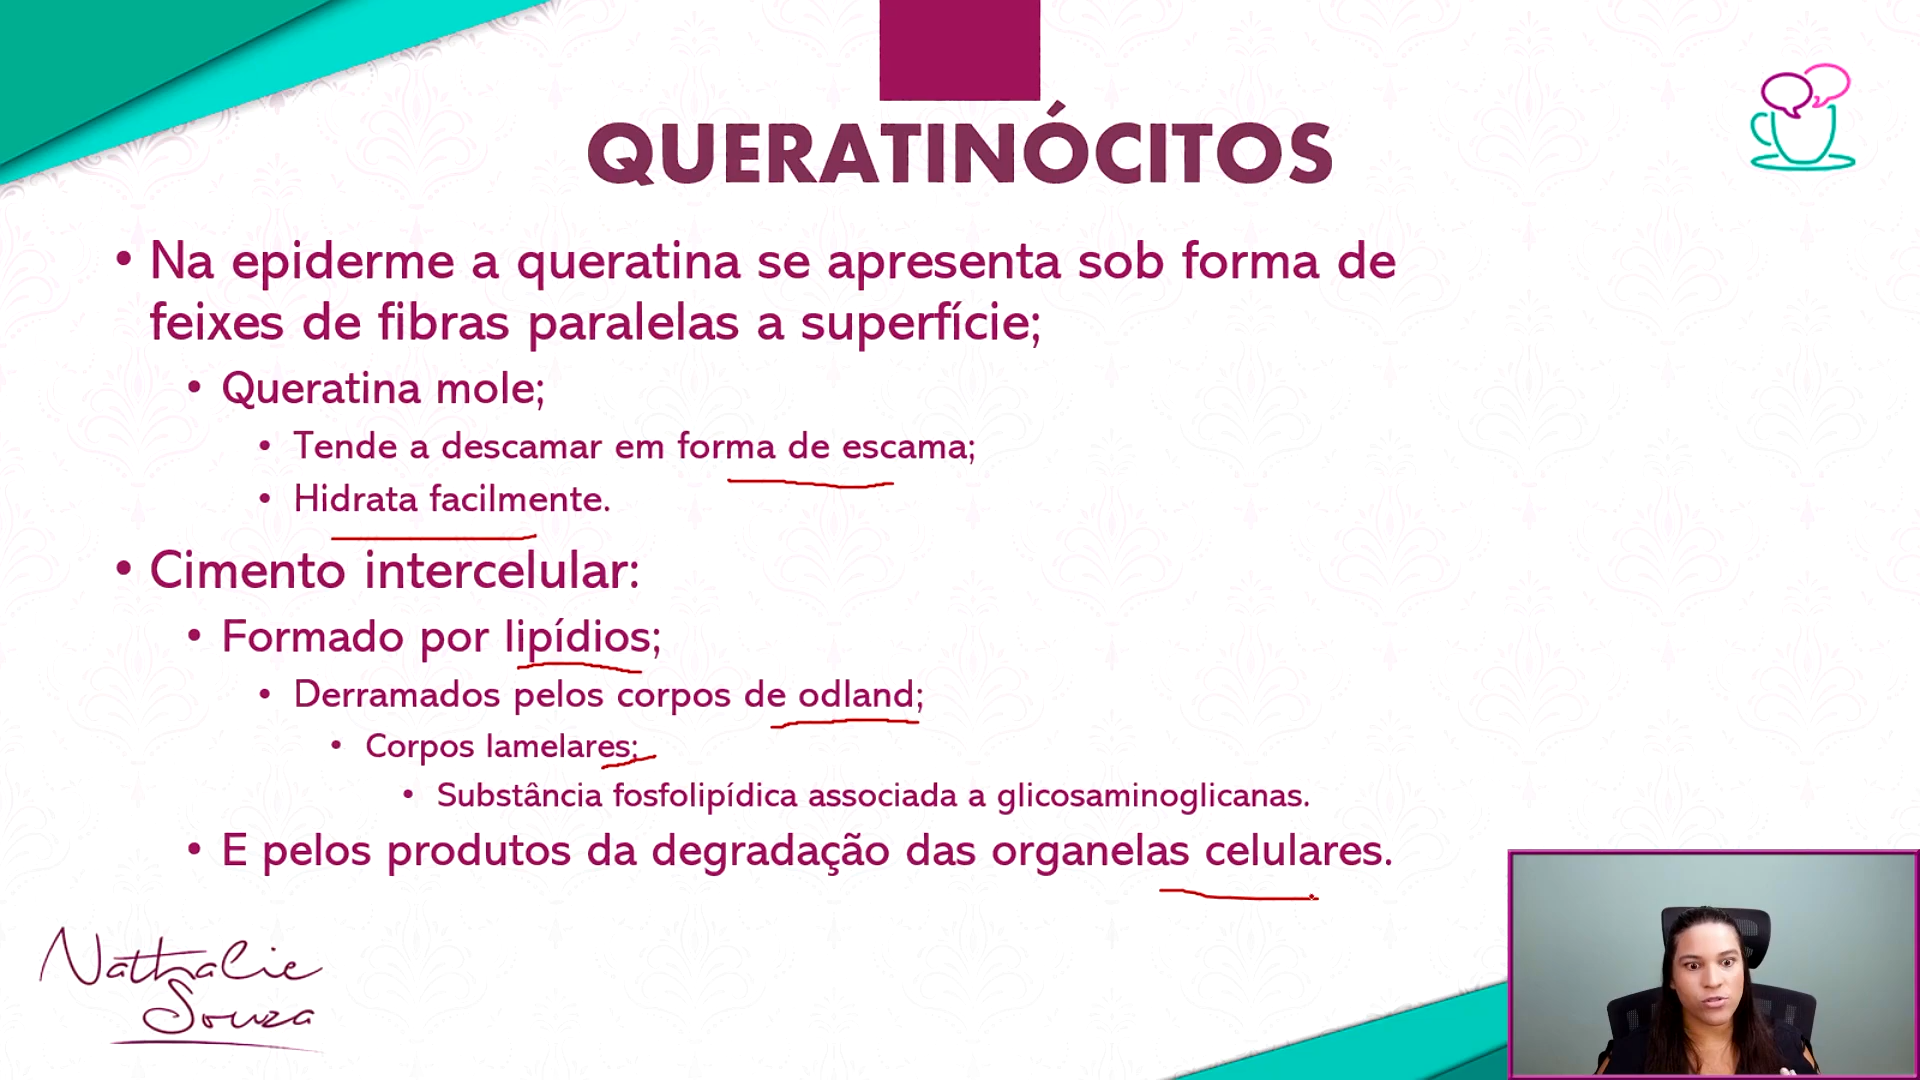 QUERATINÓCITOS
• Na epiderme a queratina se apresenta sob forma de
feixes de fibras paralelas a superfície;
• Queratina mole;
• Tende a descamar em forma de escama;
• Hidrata facilmente.
• Cimento intercelular:
• Formado por lipídios;
• Derramados pelos corpos de odland;
• Corpos lamelares;
• Substância fosfolipídica associada a glicosaminoglicanas.
• E pelos produtos da degradação das organelas celulares.
Nathalie
Souza